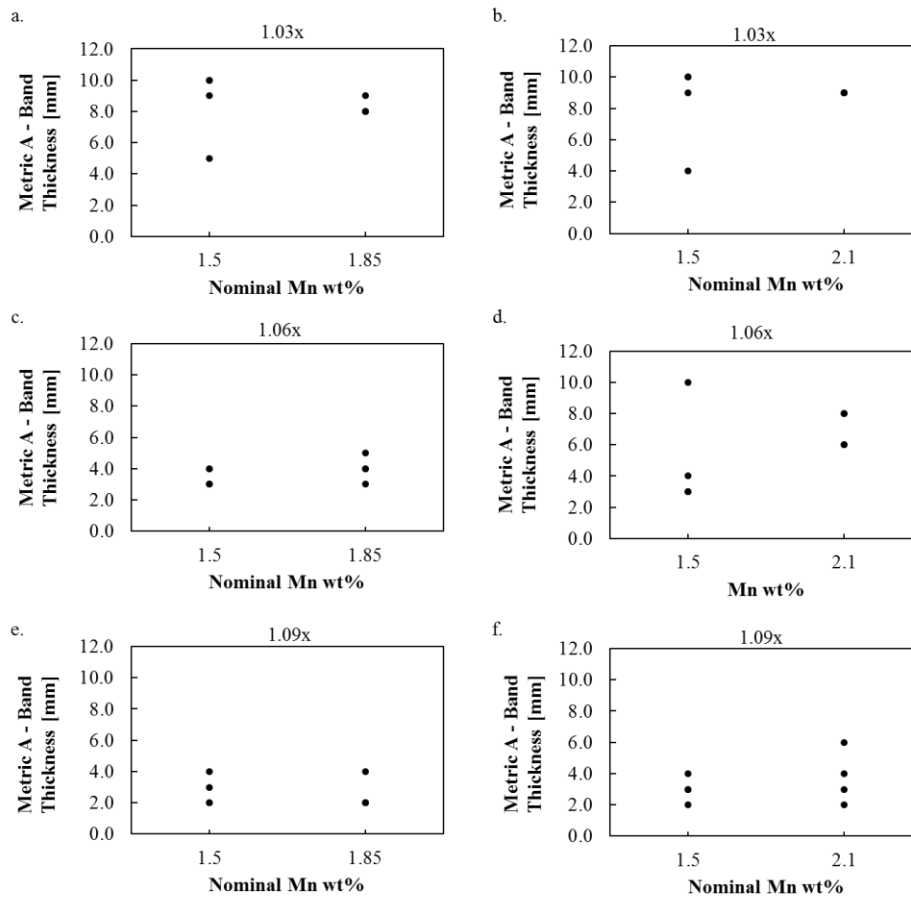 a.
1.03x
Metric A - Band
Thickness [mm]
12.0
10.0
8.0
6.0
4.0
2.0
0.0
1.5
1.85
Nominal Mn wt%
b.
1.03x
Metric A - Band
Thickness [mm]
12.0
10.0
8.0
6.0
4.0
2.0
0.0
1.5
2.1
Nominal Mn wt%
c.
1.06x
Metric A - Band
Thickness [mm]
12.0
10.0
8.0
6.0
4.0
2.0
0.0
1.5
1.85
Nominal Mn wt%
d.
1.06x
Metric A - Band
Thickness [mm]
12.0
10.0
8.0
6.0
4.0
2.0
0.0
1.5
2.1
Mn wt%
e.
1.09x
Metric A - Band
Thickness [mm]
12.0
10.0
8.0
6.0
4.0
2.0
0.0
1.5
1.85
Nominal Mn wt%
f.
1.09x
Metric A - Band
Thickness [mm]
12.0
10.0
8.0
6.0
4.0
2.0
0.0
1.5
2.1
Nominal Mn wt%